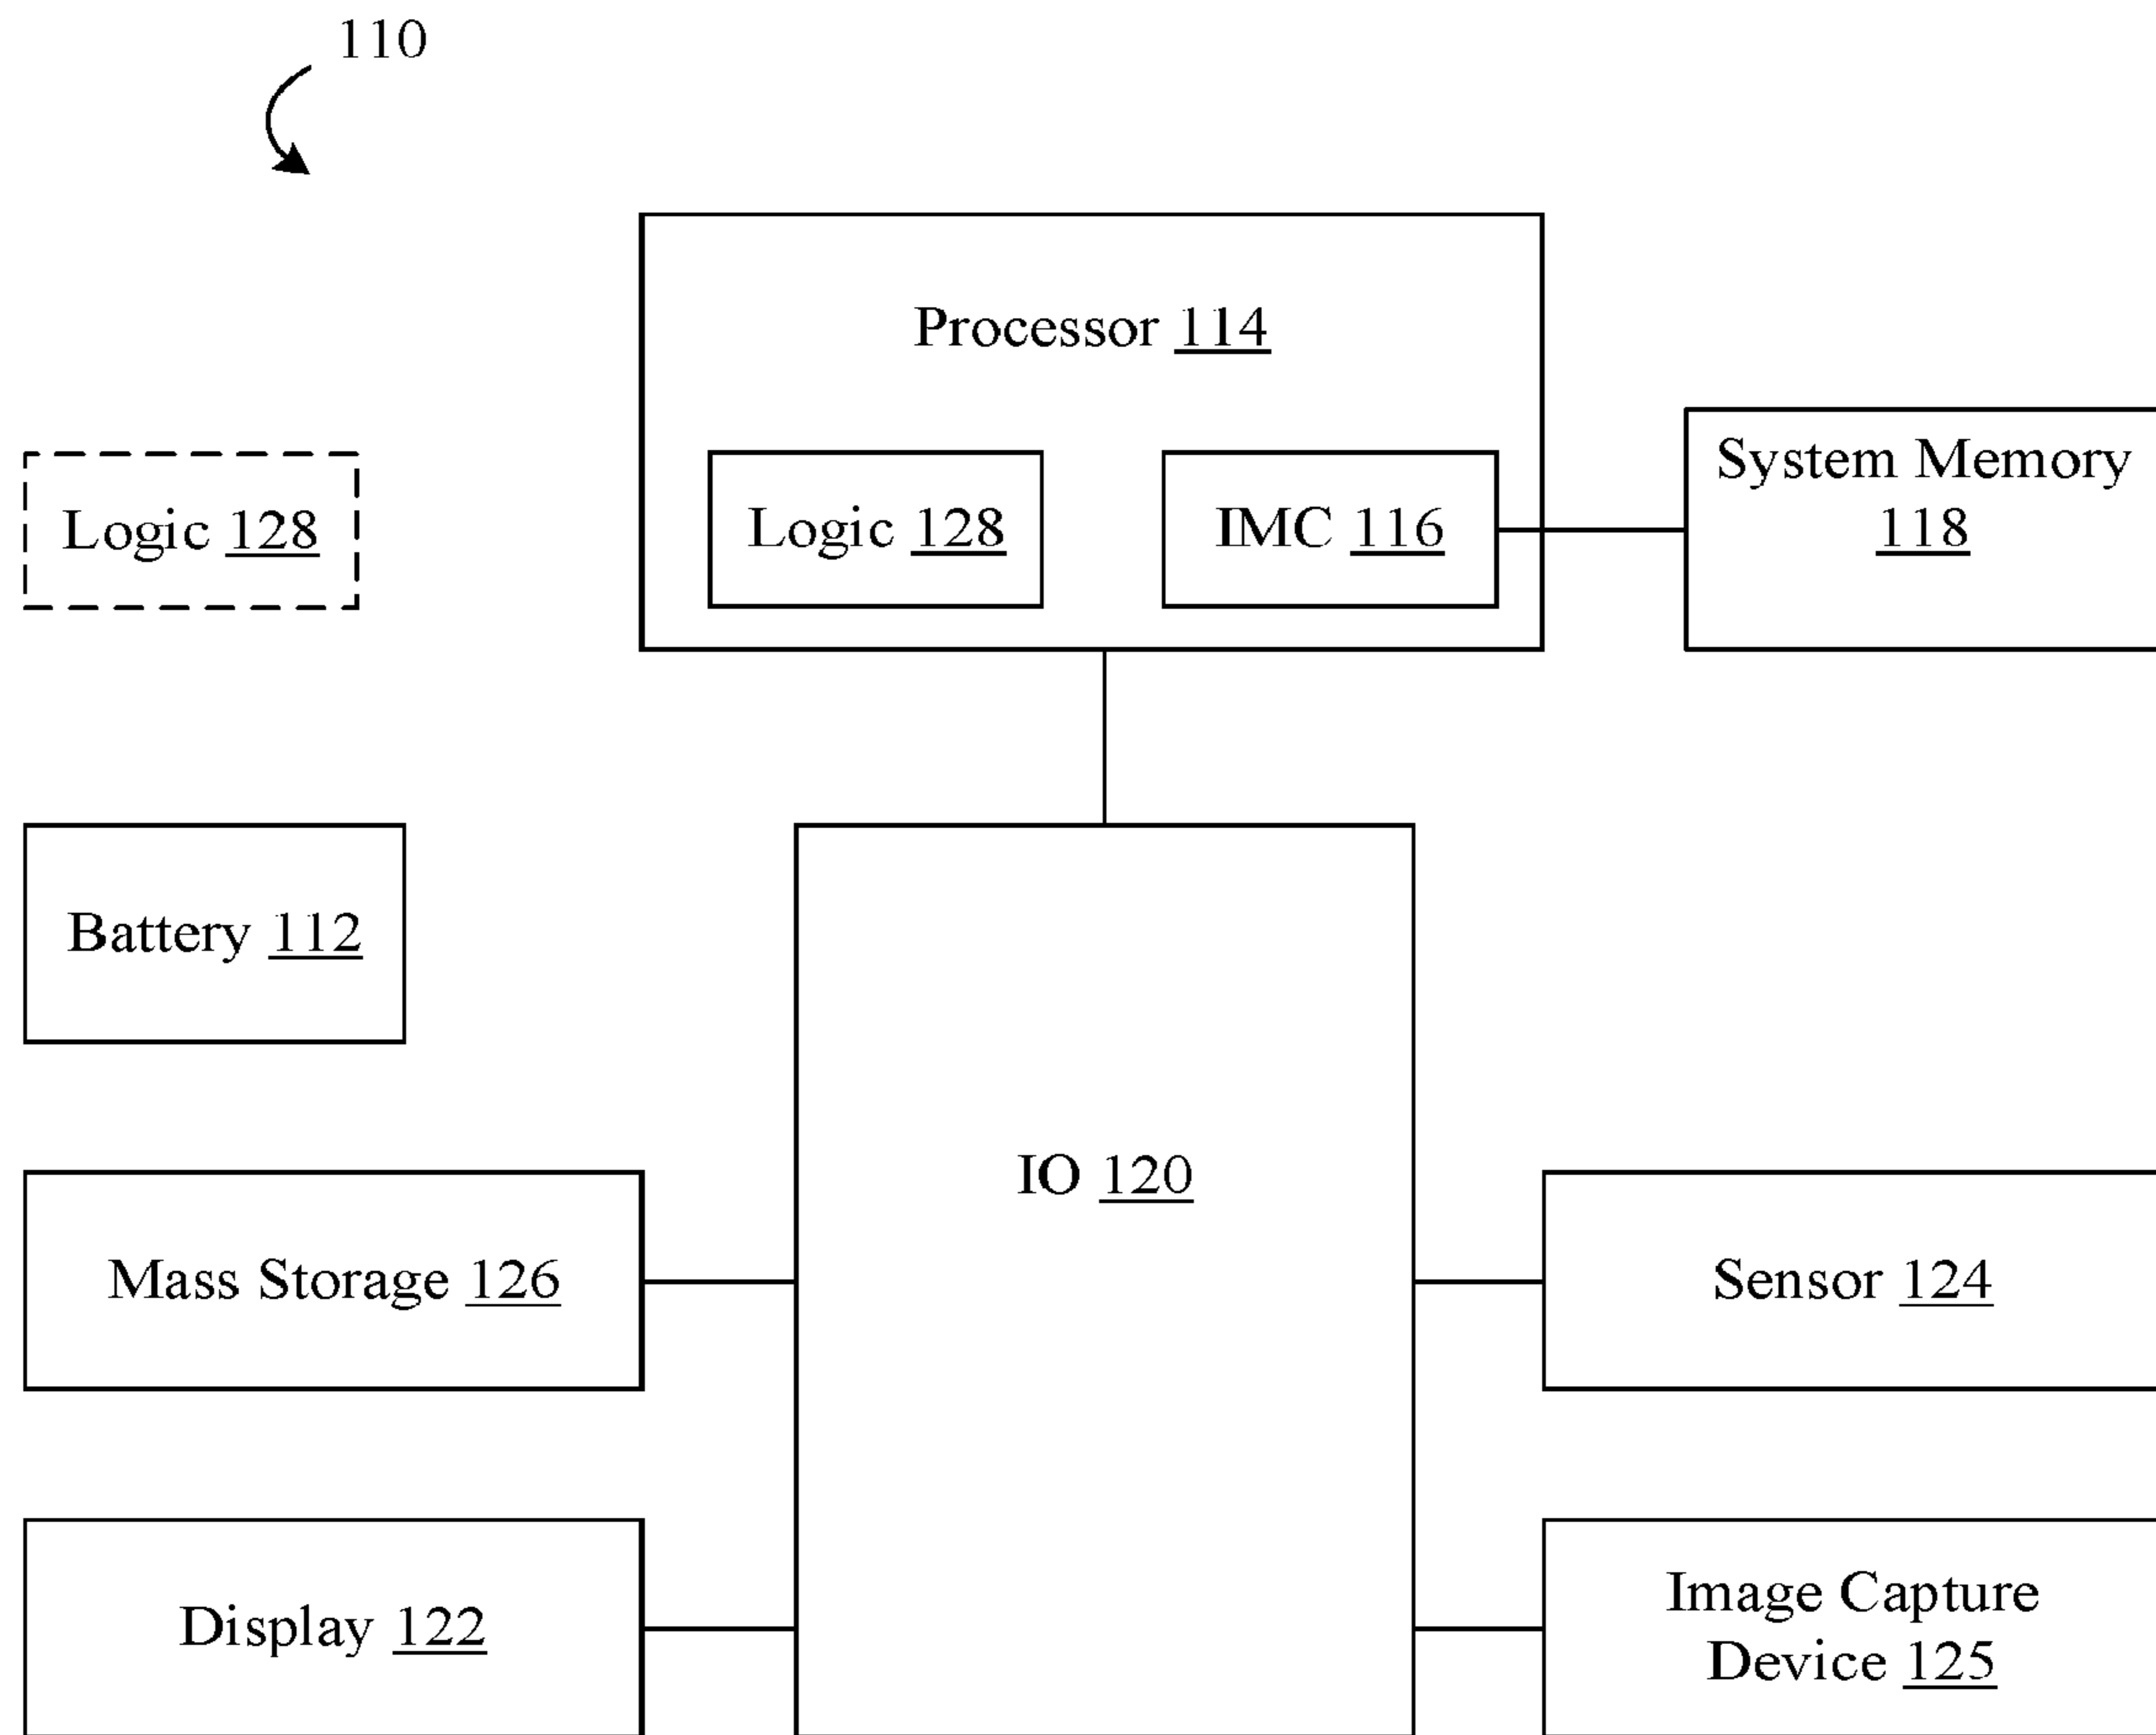 110
Processor 114
System Memory
118
Logic 128
Logic 128
IMC 116
Battery 112
IO 120
Mass Storage 126
Sensor 124
Display 122
Image Capture
Device 125